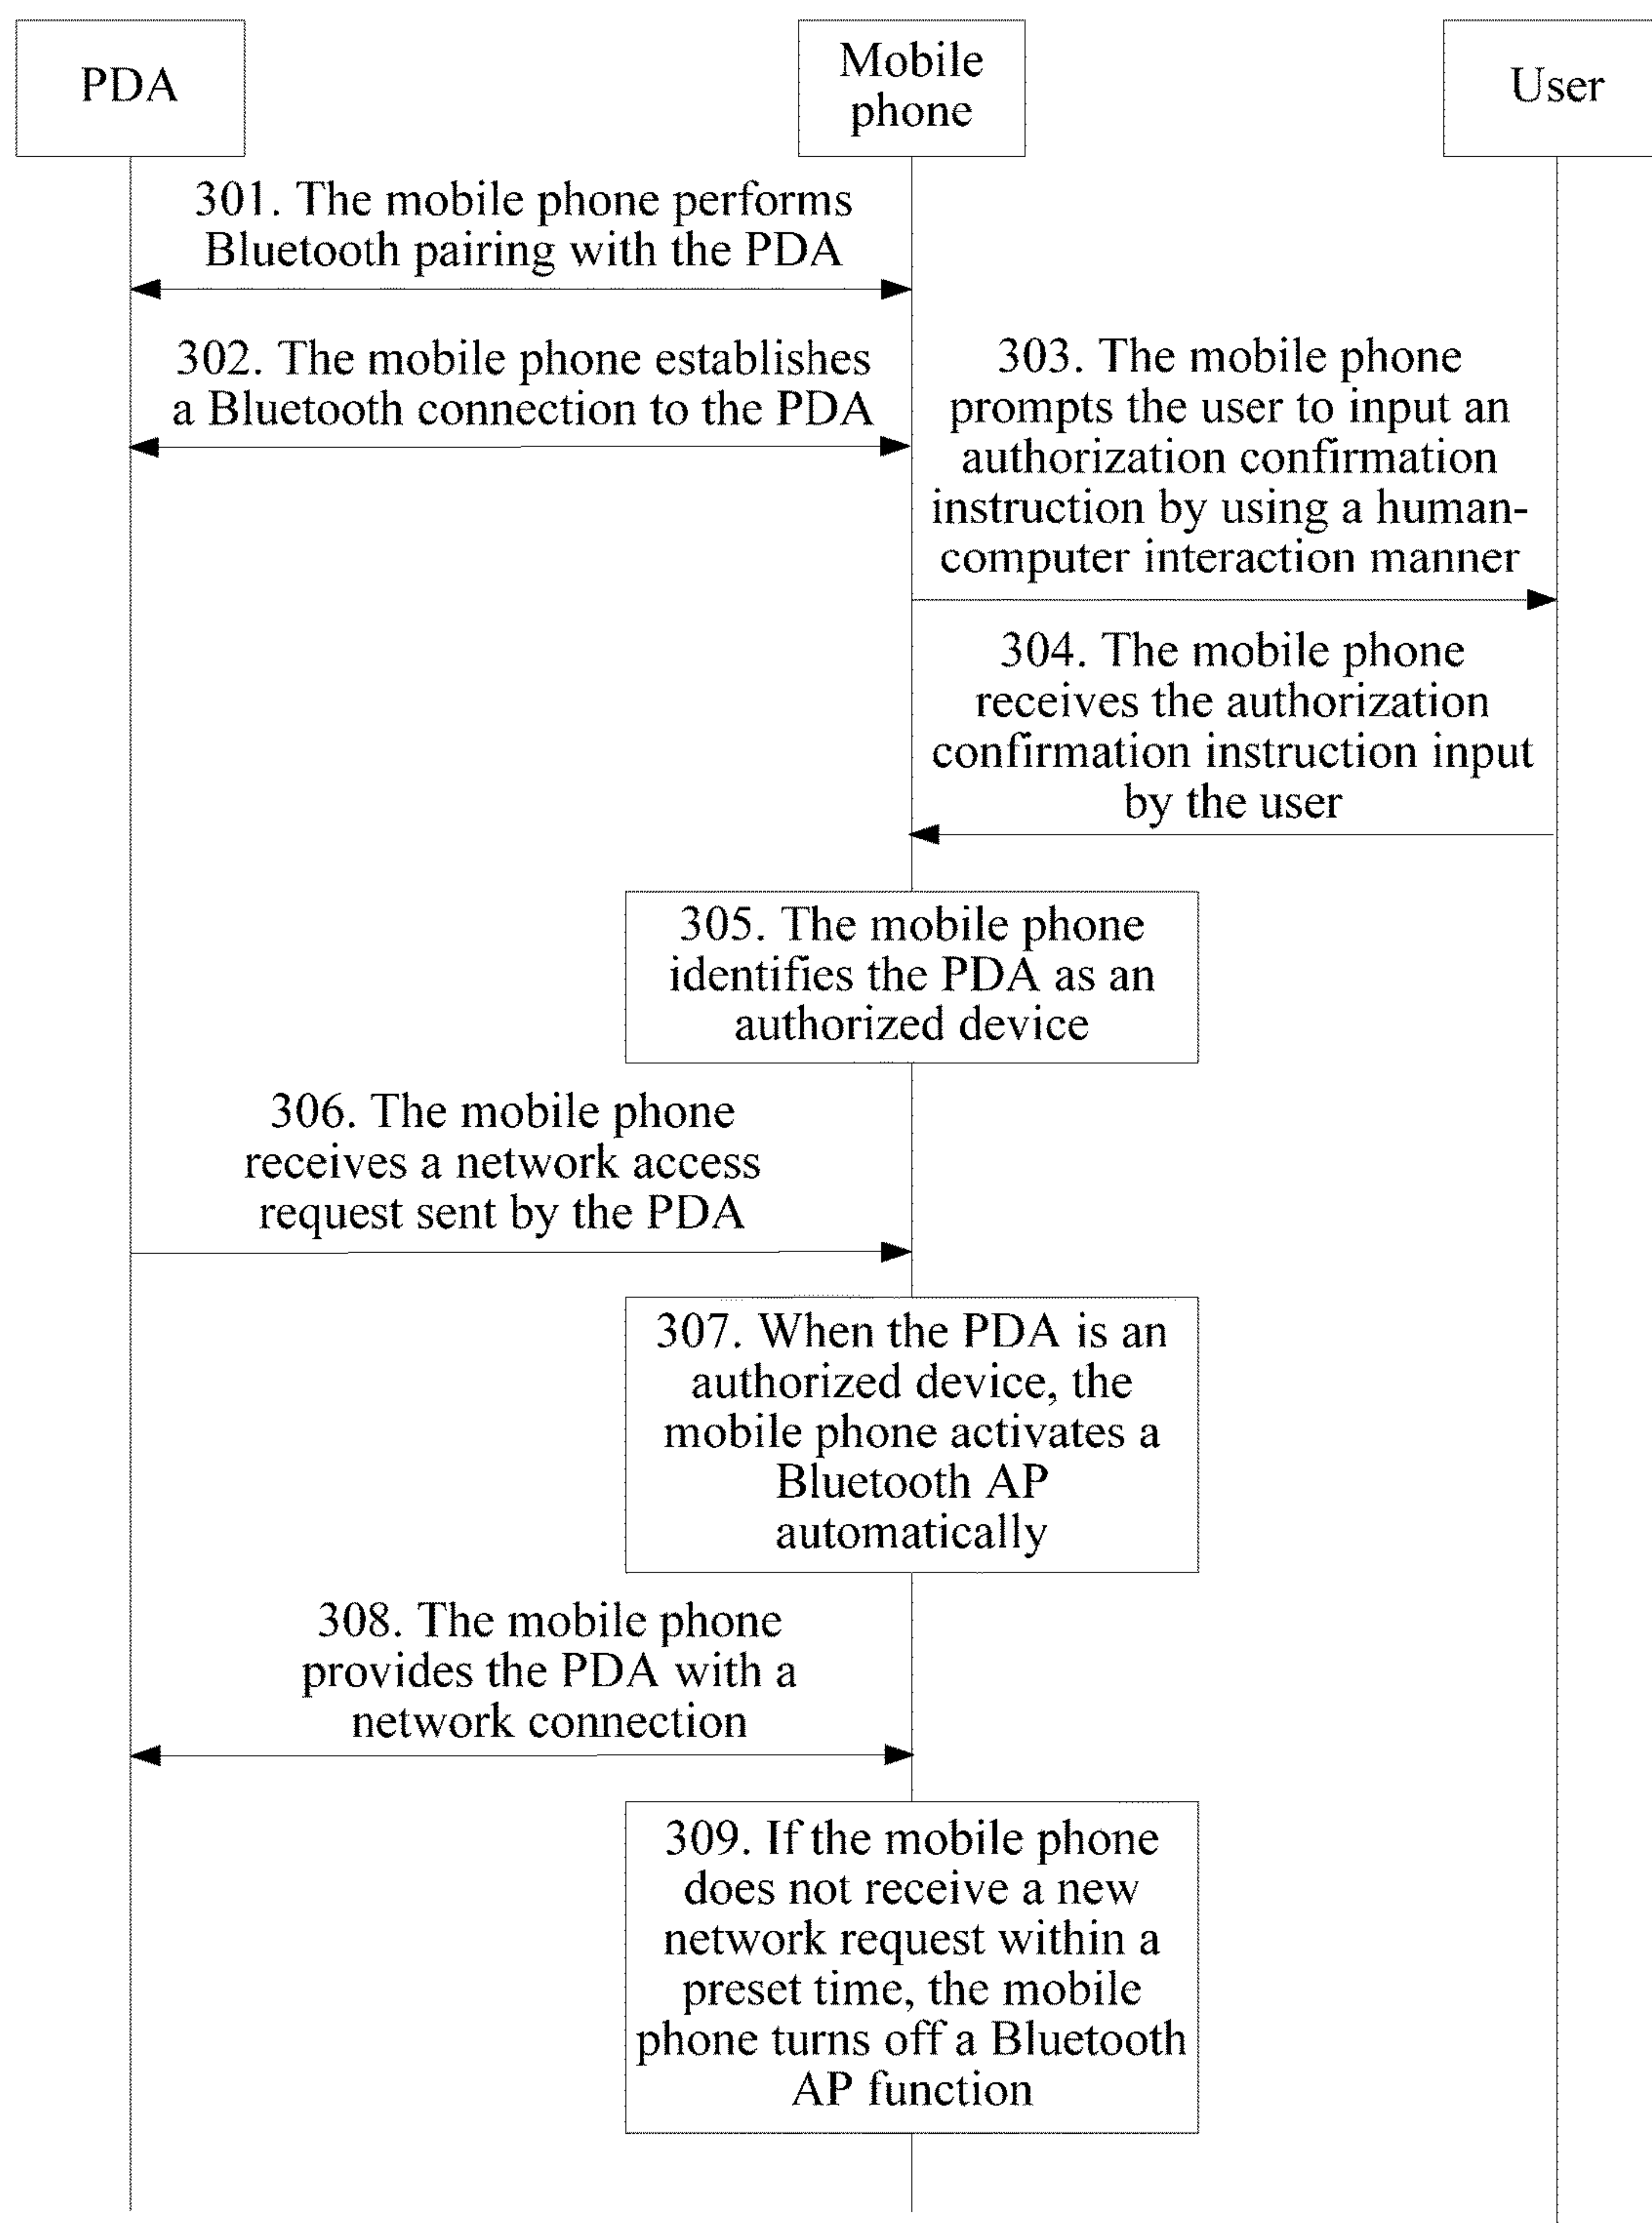 PDA
Mobile
phone
User
301. The mobile phone performs
Bluetooth pairing with the PDA
302. The mobile phone establishes
a Bluetooth connection to the PDA
303. The mobile phone
prompts the user to input an
authorization confirmation
instruction by using a human-
computer interaction manner
304. The mobile phone
receives the authorization
confirmation instruction input
by the user
305. The mobile phone
identifies the PDA as an
authorized device
306. The mobile phone
receives a network access
request sent by the PDA
307. When the PDA is an
authorized device, the
mobile phone activates a
Bluetooth AP
automatically
308. The mobile phone
provides the PDA with a
network connection
309. If the mobile phone
does not receive a new
network request within a
preset time, the mobile
phone turns off a Bluetooth
AP function